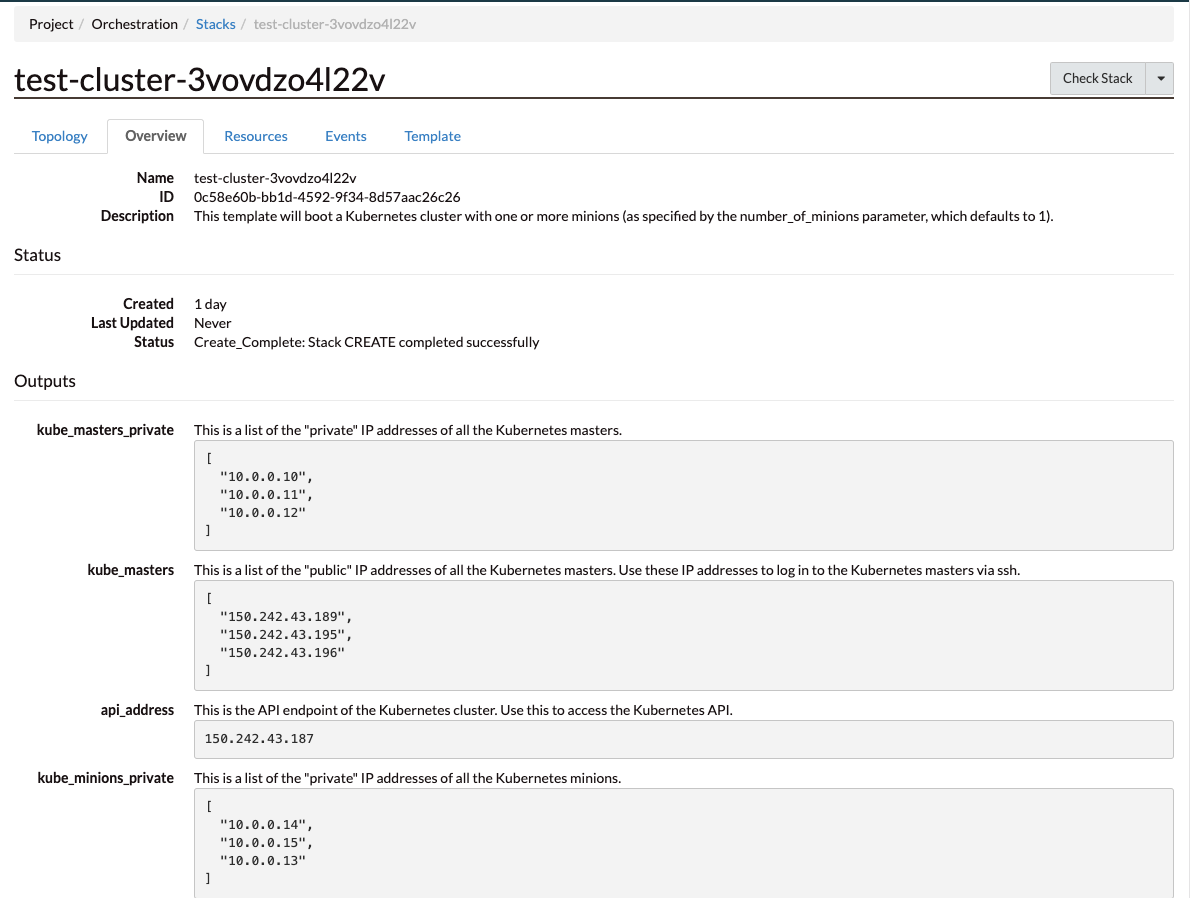 Project / Orchestration / Stacks / test-cluster-3vovdzo4l22v
test-cluster-3vovdzo4l22v
Check Stack
Topology Overview Resources Events Template
Name test-cluster-3vovdzo4l22v
ID 0c58e60b-bb1d-4592-9f34-8d57aac26c26
Description This template will boot a Kubernetes cluster with one or more minions (as specified by the number_of_minions parameter, which defaults to 1).
Status
Created 1 day
Last Updated Never
Status Create_Complete: Stack CREATE completed successfully
Outputs
kube_masters_private This is a list of the "private" IP addresses of all the Kubernetes masters.
[
"10.0.0.10",
"10.0.0.11",
"10.0.0.12"
]
kube_masters This is a list of the "public" IP addresses of all the Kubernetes masters. Use these IP addresses to log in to the Kubernetes masters via ssh.
[
"150.242.43.189",
"150.242.43.195",
"150.242.43.196"
]
api_address This is the API endpoint of the Kubernetes cluster. Use this to access the Kubernetes API.
150.242.43.187
kube_minions_private This is a list of the "private" IP addresses of all the Kubernetes minions.
[
"10.0.0.14",
"10.0.0.15",
"10.0.0.13"
]